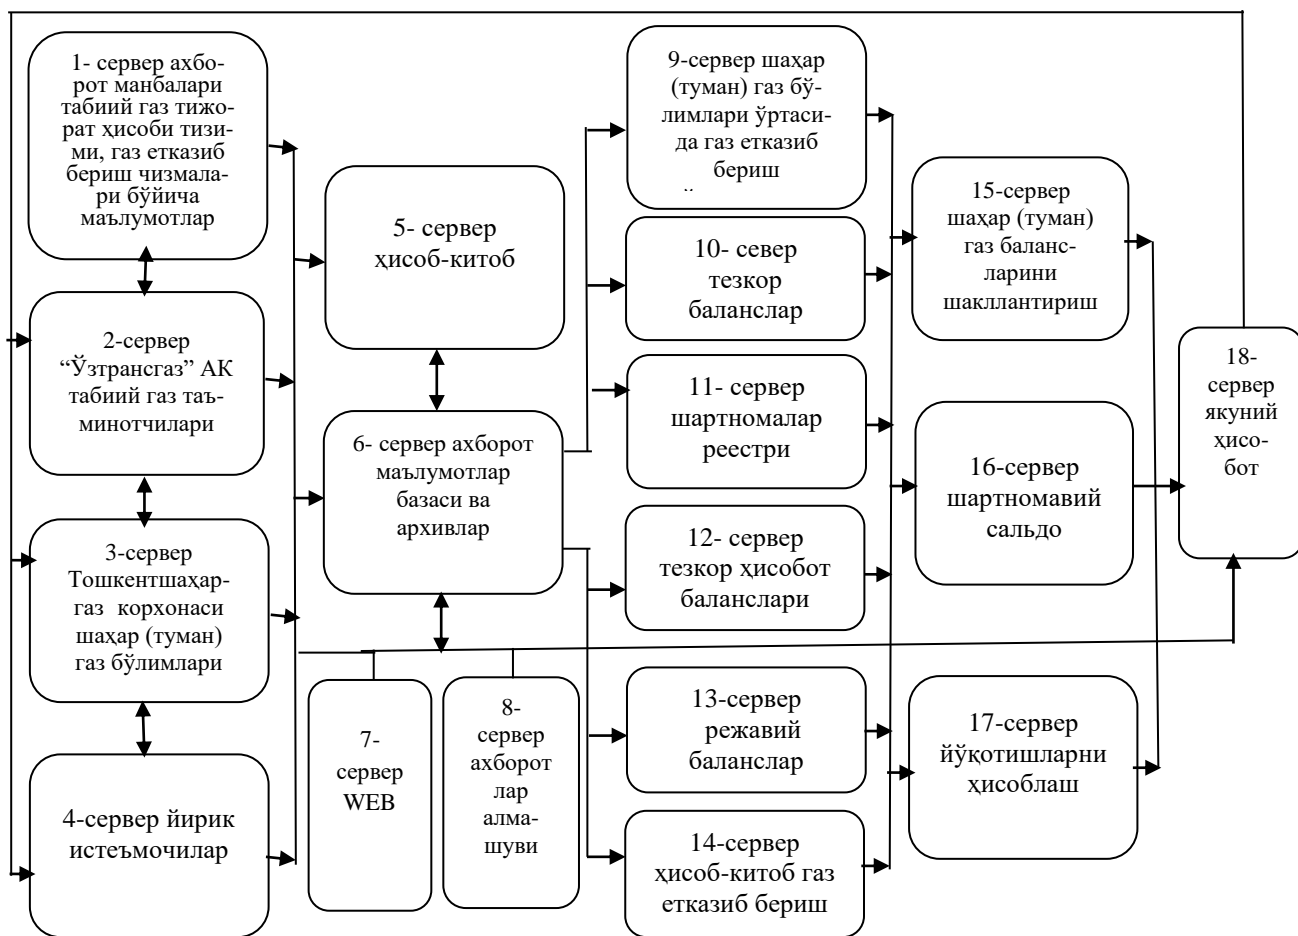 1- сервер ахбо-
рот манбалари
табиий газ тижо-
рат ҳисоби тизи-
ми, газ етказиб
бериш чизмала-
ри бўйича
маълумотлар
2-сервер
“Ўзтрансгаз” АК
табиий газ таъ-
минотчилари
3-сервер
Тошкентшаҳар-
газ корхонаси
шаҳар (туман)
газ бўлимлари
4-сервер йирик
истеъмочилар
5- сервер
ҳисоб-китоб
6- сервер ахборот
маълумотлар
базаси ва
архивлар
7-
сервер
WEB
8-
сервер
ахборот
лар
алма-
шуви
9-сервер шаҳар
(туман) газ бў-
лимлари ўртаси-
да газ етказиб
бериш
10- север
тезкор
баланслар
11- сервер
шартномалар
реестри
12- сервер
тезкор ҳисобот
баланслари
13-сервер
режавий
баланслар
14-сервер
ҳисоб-китоб газ
етказиб бериш
15-сервер
шаҳар (туман)
газ баланс-
ларини
шакллантириш
16-сервер
шартномавий
сальдо
17-сервер
йўқотишларни
ҳисоблаш
18-
сервер
якуний
ҳисо-
бот